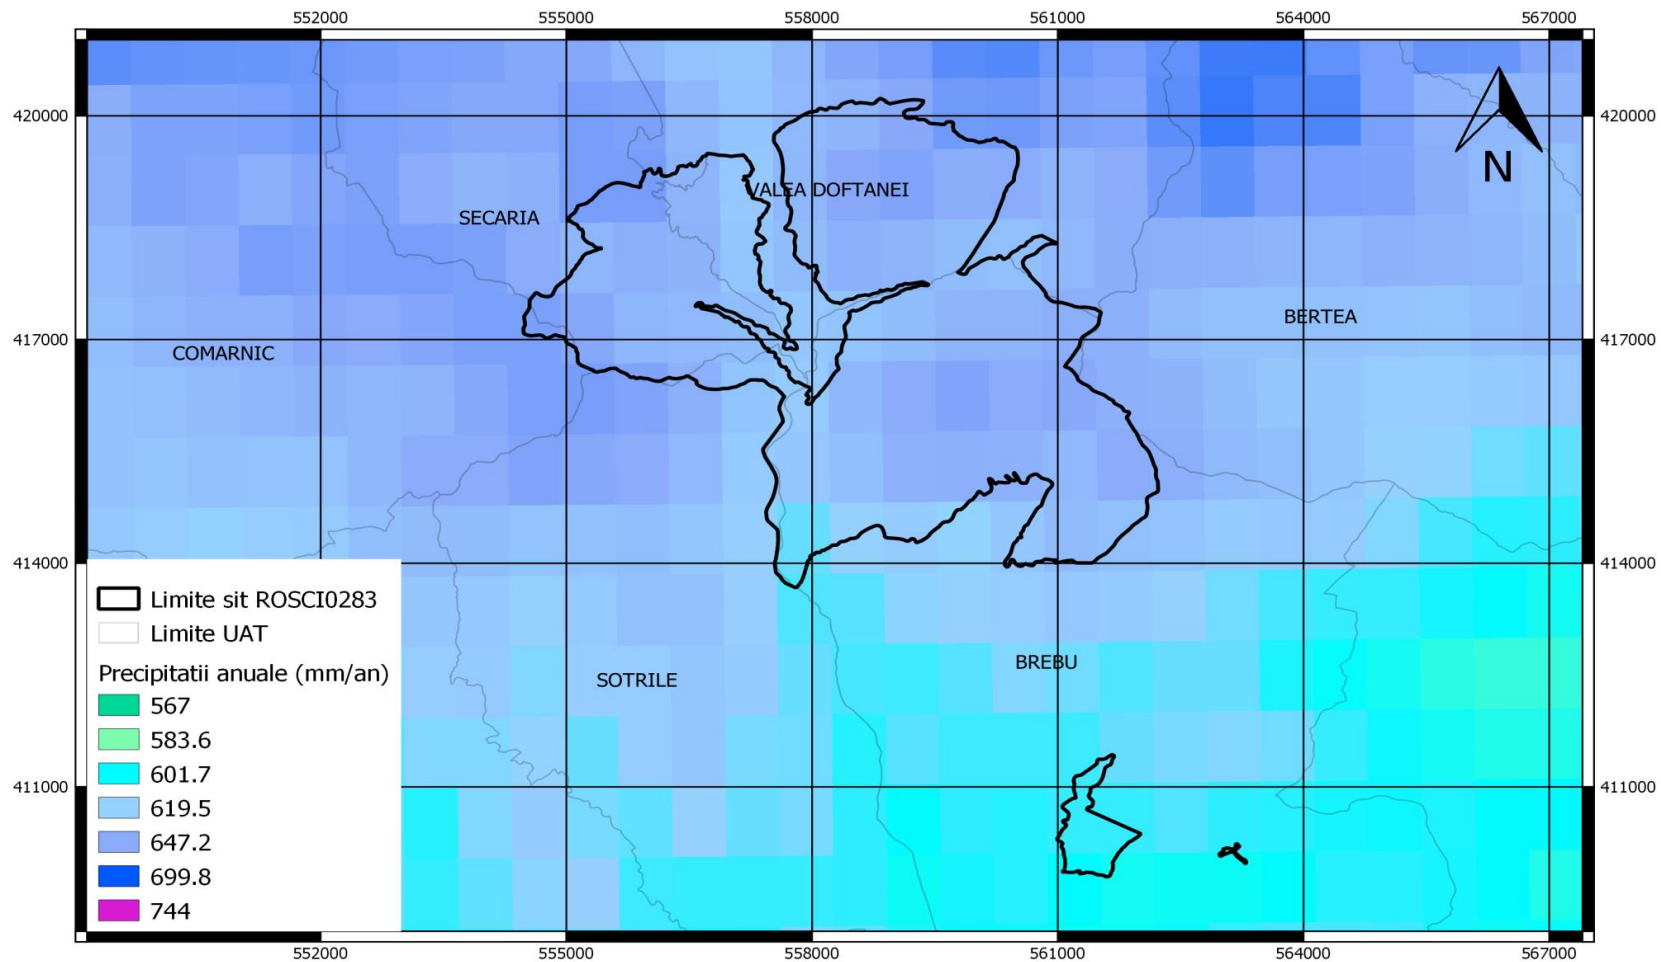 552000 555000 558000 561000 564000 567000
420000 420000
N
VALEA DOFTANEI
SECARIA
BERTEA
417000 417000
COMARNIC
414000 414000
Limite sit ROSCI0283
Limite UAT
Precipitatii anuale (mm/an)
567
583.6
601.7
619.5
647.2
699.8
744
BREBU
SOTRILE
411000 411000
552000 555000 558000 561000 564000 567000